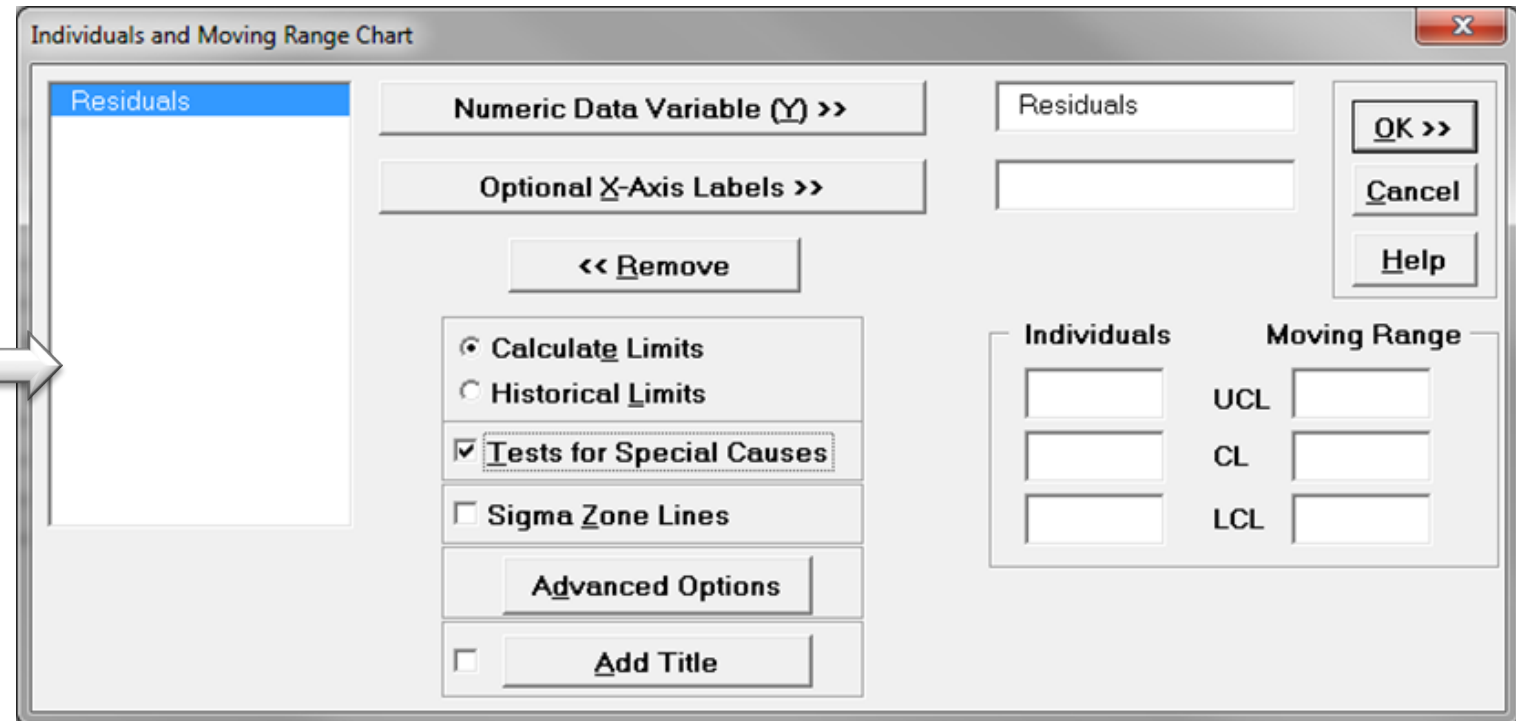 Individuals and Moving Range Chart
x
Residuals
Numeric Data Variable (Y) >>
Residuals
OK >>
Optional X-Axis Labels >>
Cancel
<< Remove
Help
Calculate Limits
Historical Limits
Tests for Special Causes
Sigma Zone Lines
Advanced Options
Add Title
Individuals Moving Range
UCL
CL
LCL